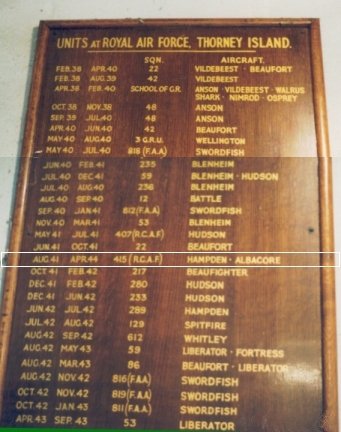 UNITS AT ROYAL AIR FORCE, THORNEY ISLAND.
SQN. AIRCRAFT.
FEB.38 APR.40 22 VILDEBEEST · BEAUFORT
FEB.38 AUG.39 42 VILDEBEEST
APR.38 FEB.40 SCHOOL OF G.R. ANSON · VILDEBEEST · WALRUS
SHARK · NIMROD · OSPREY
OCT.38 NOV.38 48 ANSON
SEP.39 JUL.40 48 ANSON
APR.40 JUN.40 42 BEAUFORT
MAY.40 AUG.40 3 G.R.U. WELLINGTON
MAY.40 JUL.40 818 (F.A.A) SWORDFISH
JUN.40 FEB.41 235 BLENHEIM
JUL.40 DEC.41 59 BLENHEIM · HUDSON
JUL.40 AUG.40 236 BLENHEIM
AUG.40 SEP.40 12 BATTLE
SEP.40 JAN.41 812 (F.A.A) SWORDFISH
NOV.40 MAR.41 53 BLENHEIM
MAY.41 JUL.41 407 (R.C.A.F) HUDSON
JUN.41 OCT.41 22 BEAUFORT
AUG.41 APR.44 415 (R.C.A.F) HAMPDEN · ALBACORE
OCT.41 FEB.42 217 BEAUFIGHTER
DEC.41 FEB.42 280 HUDSON
DEC.41 JUN.42 233 HUDSON
JUN.42 JUL.42 289 HAMPDEN
JUL.42 AUG.42 129 SPITFIRE
AUG.42 SEP.42 612 WHITLEY
AUG.42 MAY.43 59 LIBERATOR · FORTRESS
AUG.42 MAR.43 86 BEAUFORT · LIBERATOR
AUG.42 NOV.42 816 (F.A.A) SWORDFISH
OCT.42 NOV.42 819 (F.A.A) SWORDFISH
OCT.42 JAN.43 811 (F.A.A) SWORDFISH
APR.43 SEP.43 53 LIBERATOR